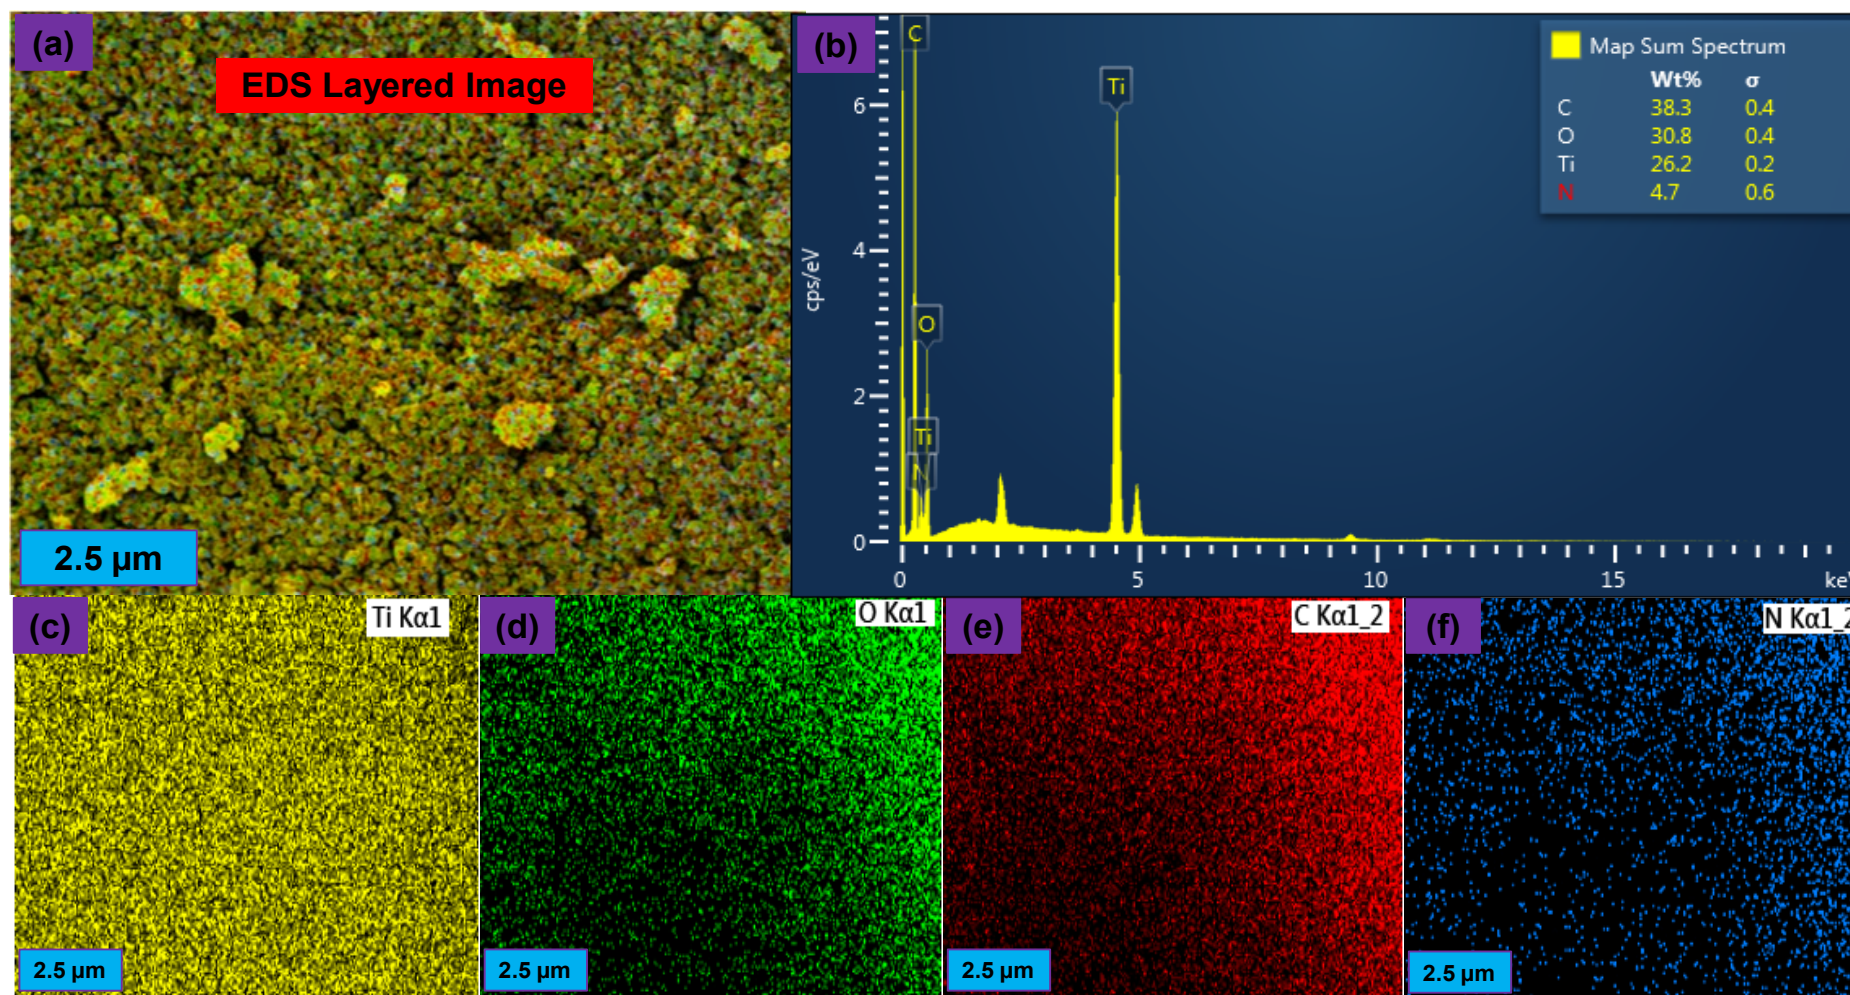 (a)
EDS Layered Image
2.5 µm
(b)
C
Ti
O
Ti
N
cps/eV
6
4
2
0
0 5 10 15 ke
Map Sum Spectrum
Wt% σ
C 38.3 0.4
O 30.8 0.4
Ti 26.2 0.2
N 4.7 0.6
(c)
Ti Kα1
2.5 µm
(d)
O Kα1
2.5 µm
(e)
C Kα1_2
2.5 µm
(f)
N Kα1_2
2.5 µm